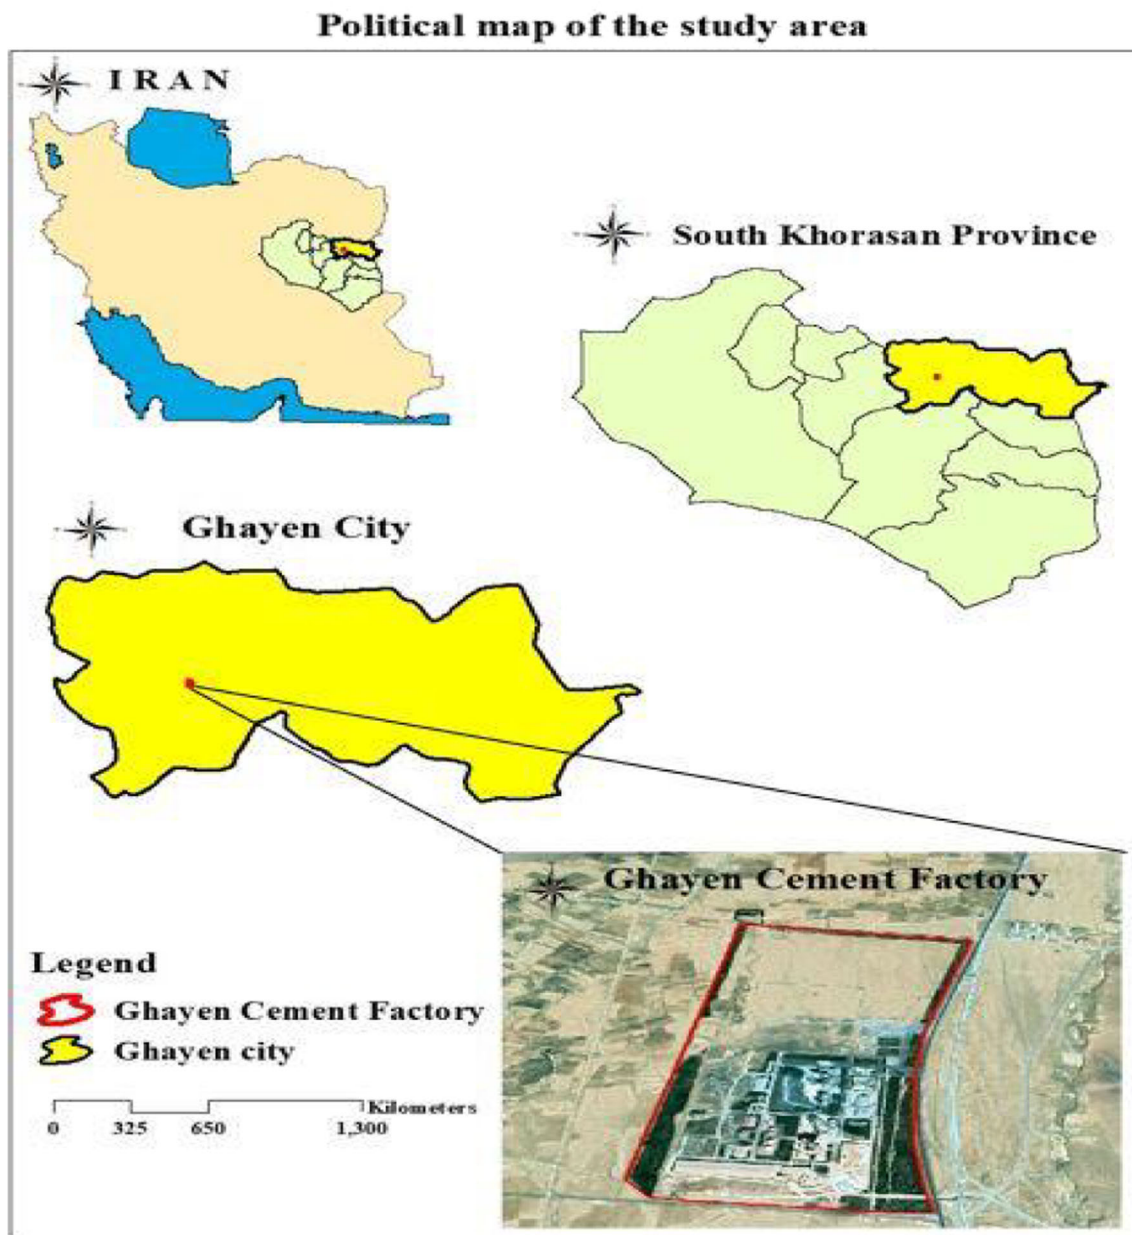 Political map of the study area
I R A N
South Khorasan Province
Ghayen City
Ghayen Cement Factory
Legend
Ghayen Cement Factory
Ghayen city
Kilometers
0 325 650 1,300